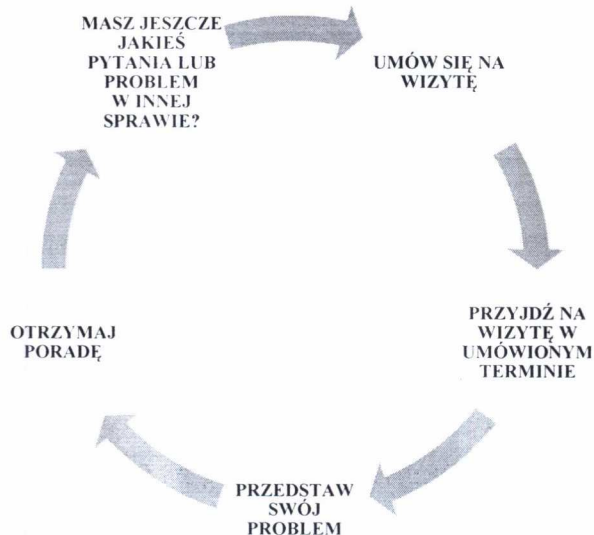 MASZ JESZCZE
JAKIEŚ
PYTANIA LUB
PROBLEM
W INNEJ
SPRAWIE?
UMÓW SIĘ NA
WIZYTĘ
PRZYJDŹ NA
WIZYTĘ W
UMÓWIONYM
TERMINIE
PRZEDSTAW
SWÓJ
PROBLEM
OTRZYMAJ
PORADĘ